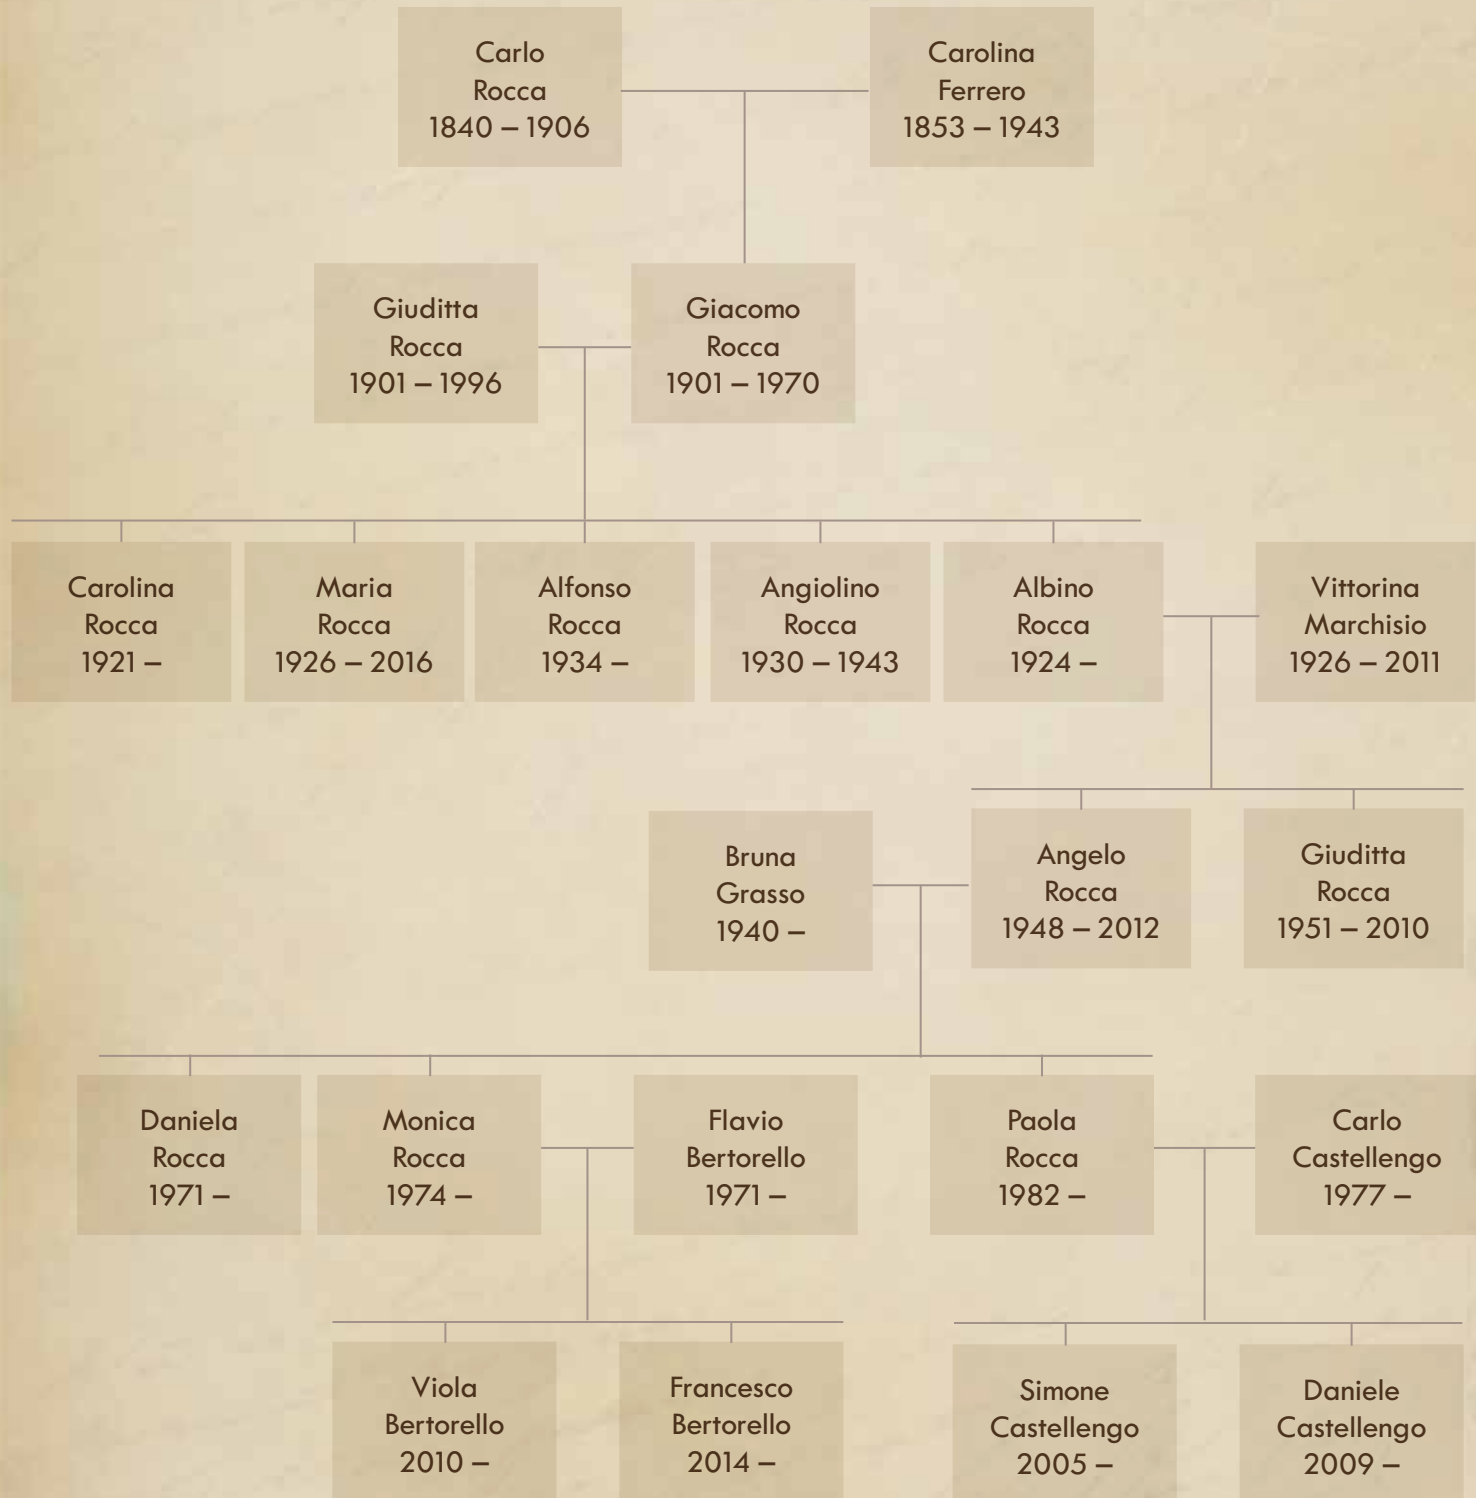 Carlo
Rocca
1840 – 1906
Carolina
Ferrero
1853 – 1943
Giuditta
Rocca
1901 – 1996
Giacomo
Rocca
1901 – 1970
Carolina
Rocca
1921 –
Maria
Rocca
1926 – 2016
Alfonso
Rocca
1934 –
Angiolino
Rocca
1930 – 1943
Albino
Rocca
1924 –
Vittorina
Marchisio
1926 – 2011
Bruna
Grasso
1940 –
Angelo
Rocca
1948 – 2012
Giuditta
Rocca
1951 – 2010
Daniela
Rocca
1971 –
Monica
Rocca
1974 –
Flavio
Bertorello
1971 –
Paola
Rocca
1982 –
Carlo
Castellengo
1977 –
Viola
Bertorello
2010 –
Francesco
Bertorello
2014 –
Simone
Castellengo
2005 –
Daniele
Castellengo
2009 –